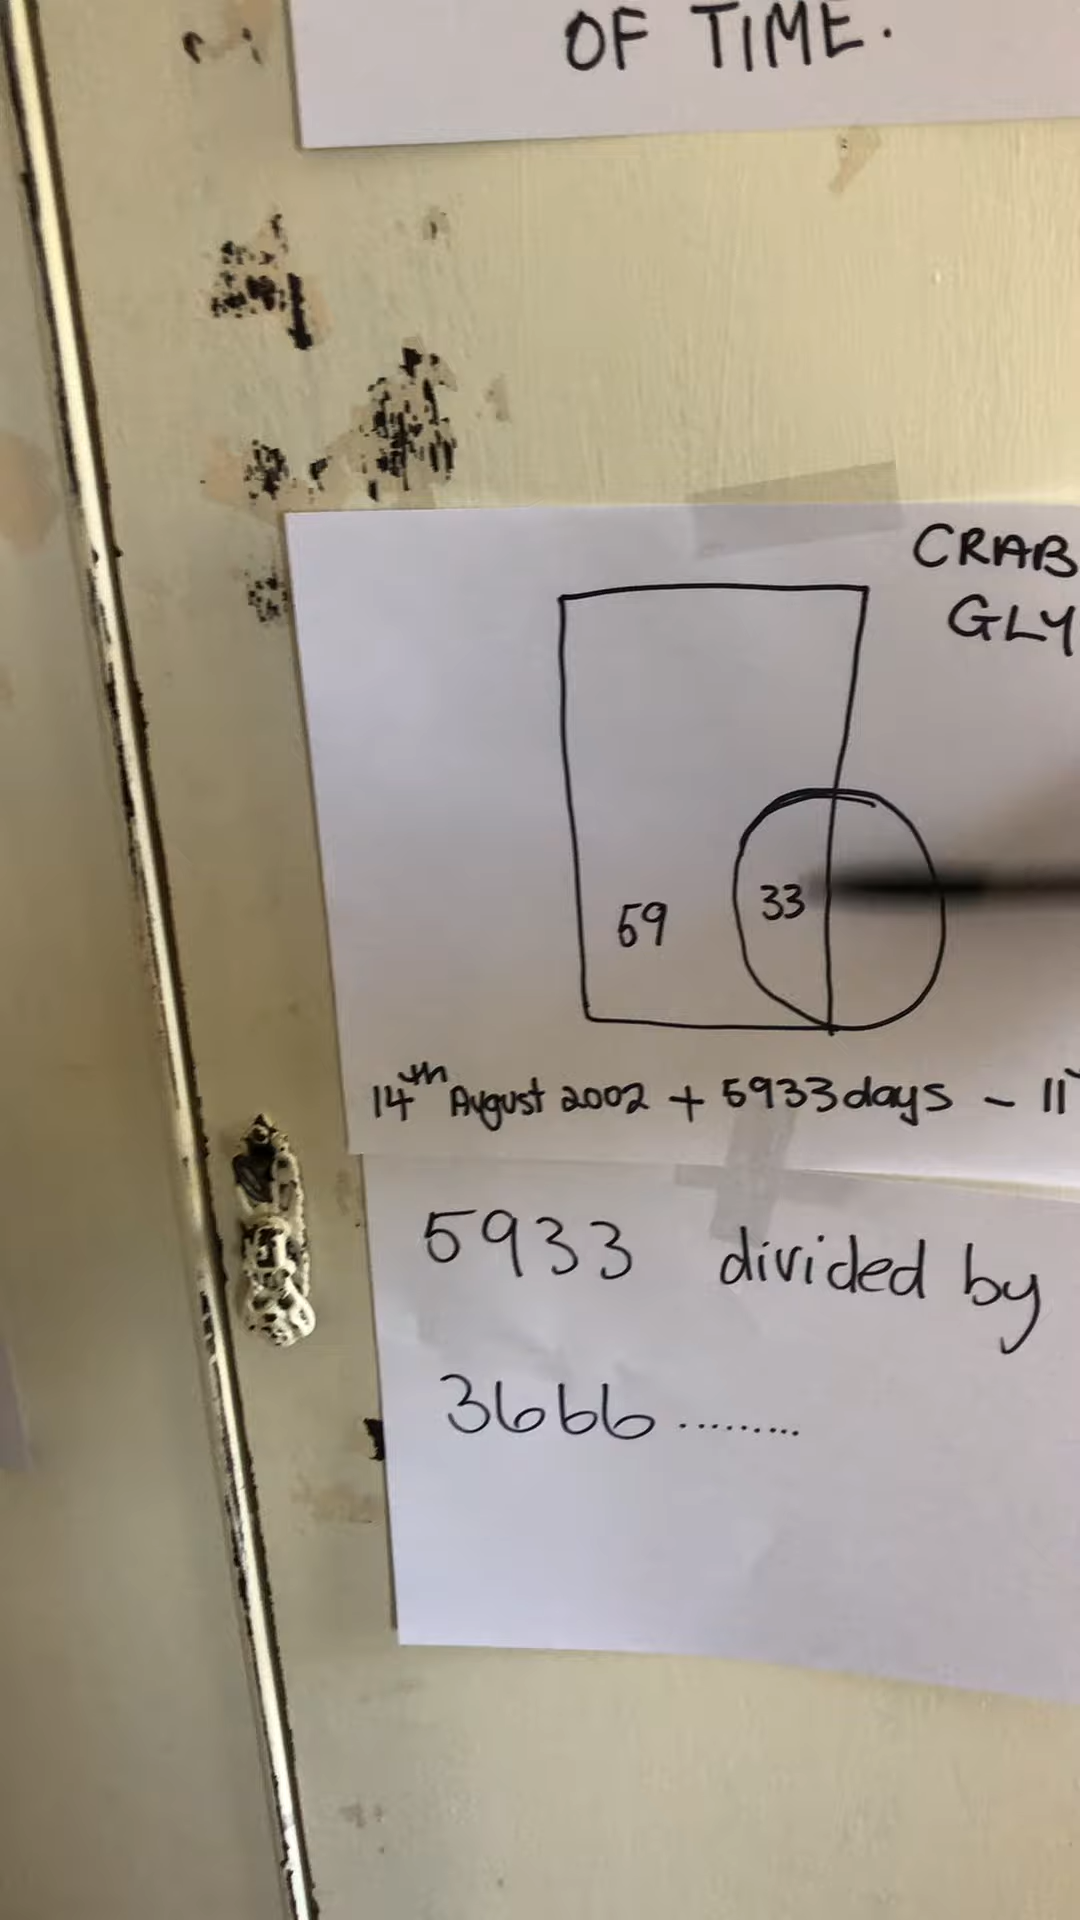 OF TIME.
CRAB
GLY
59
33
14th August 2002 + 5933 days - 11
5933 divided by
3666.........